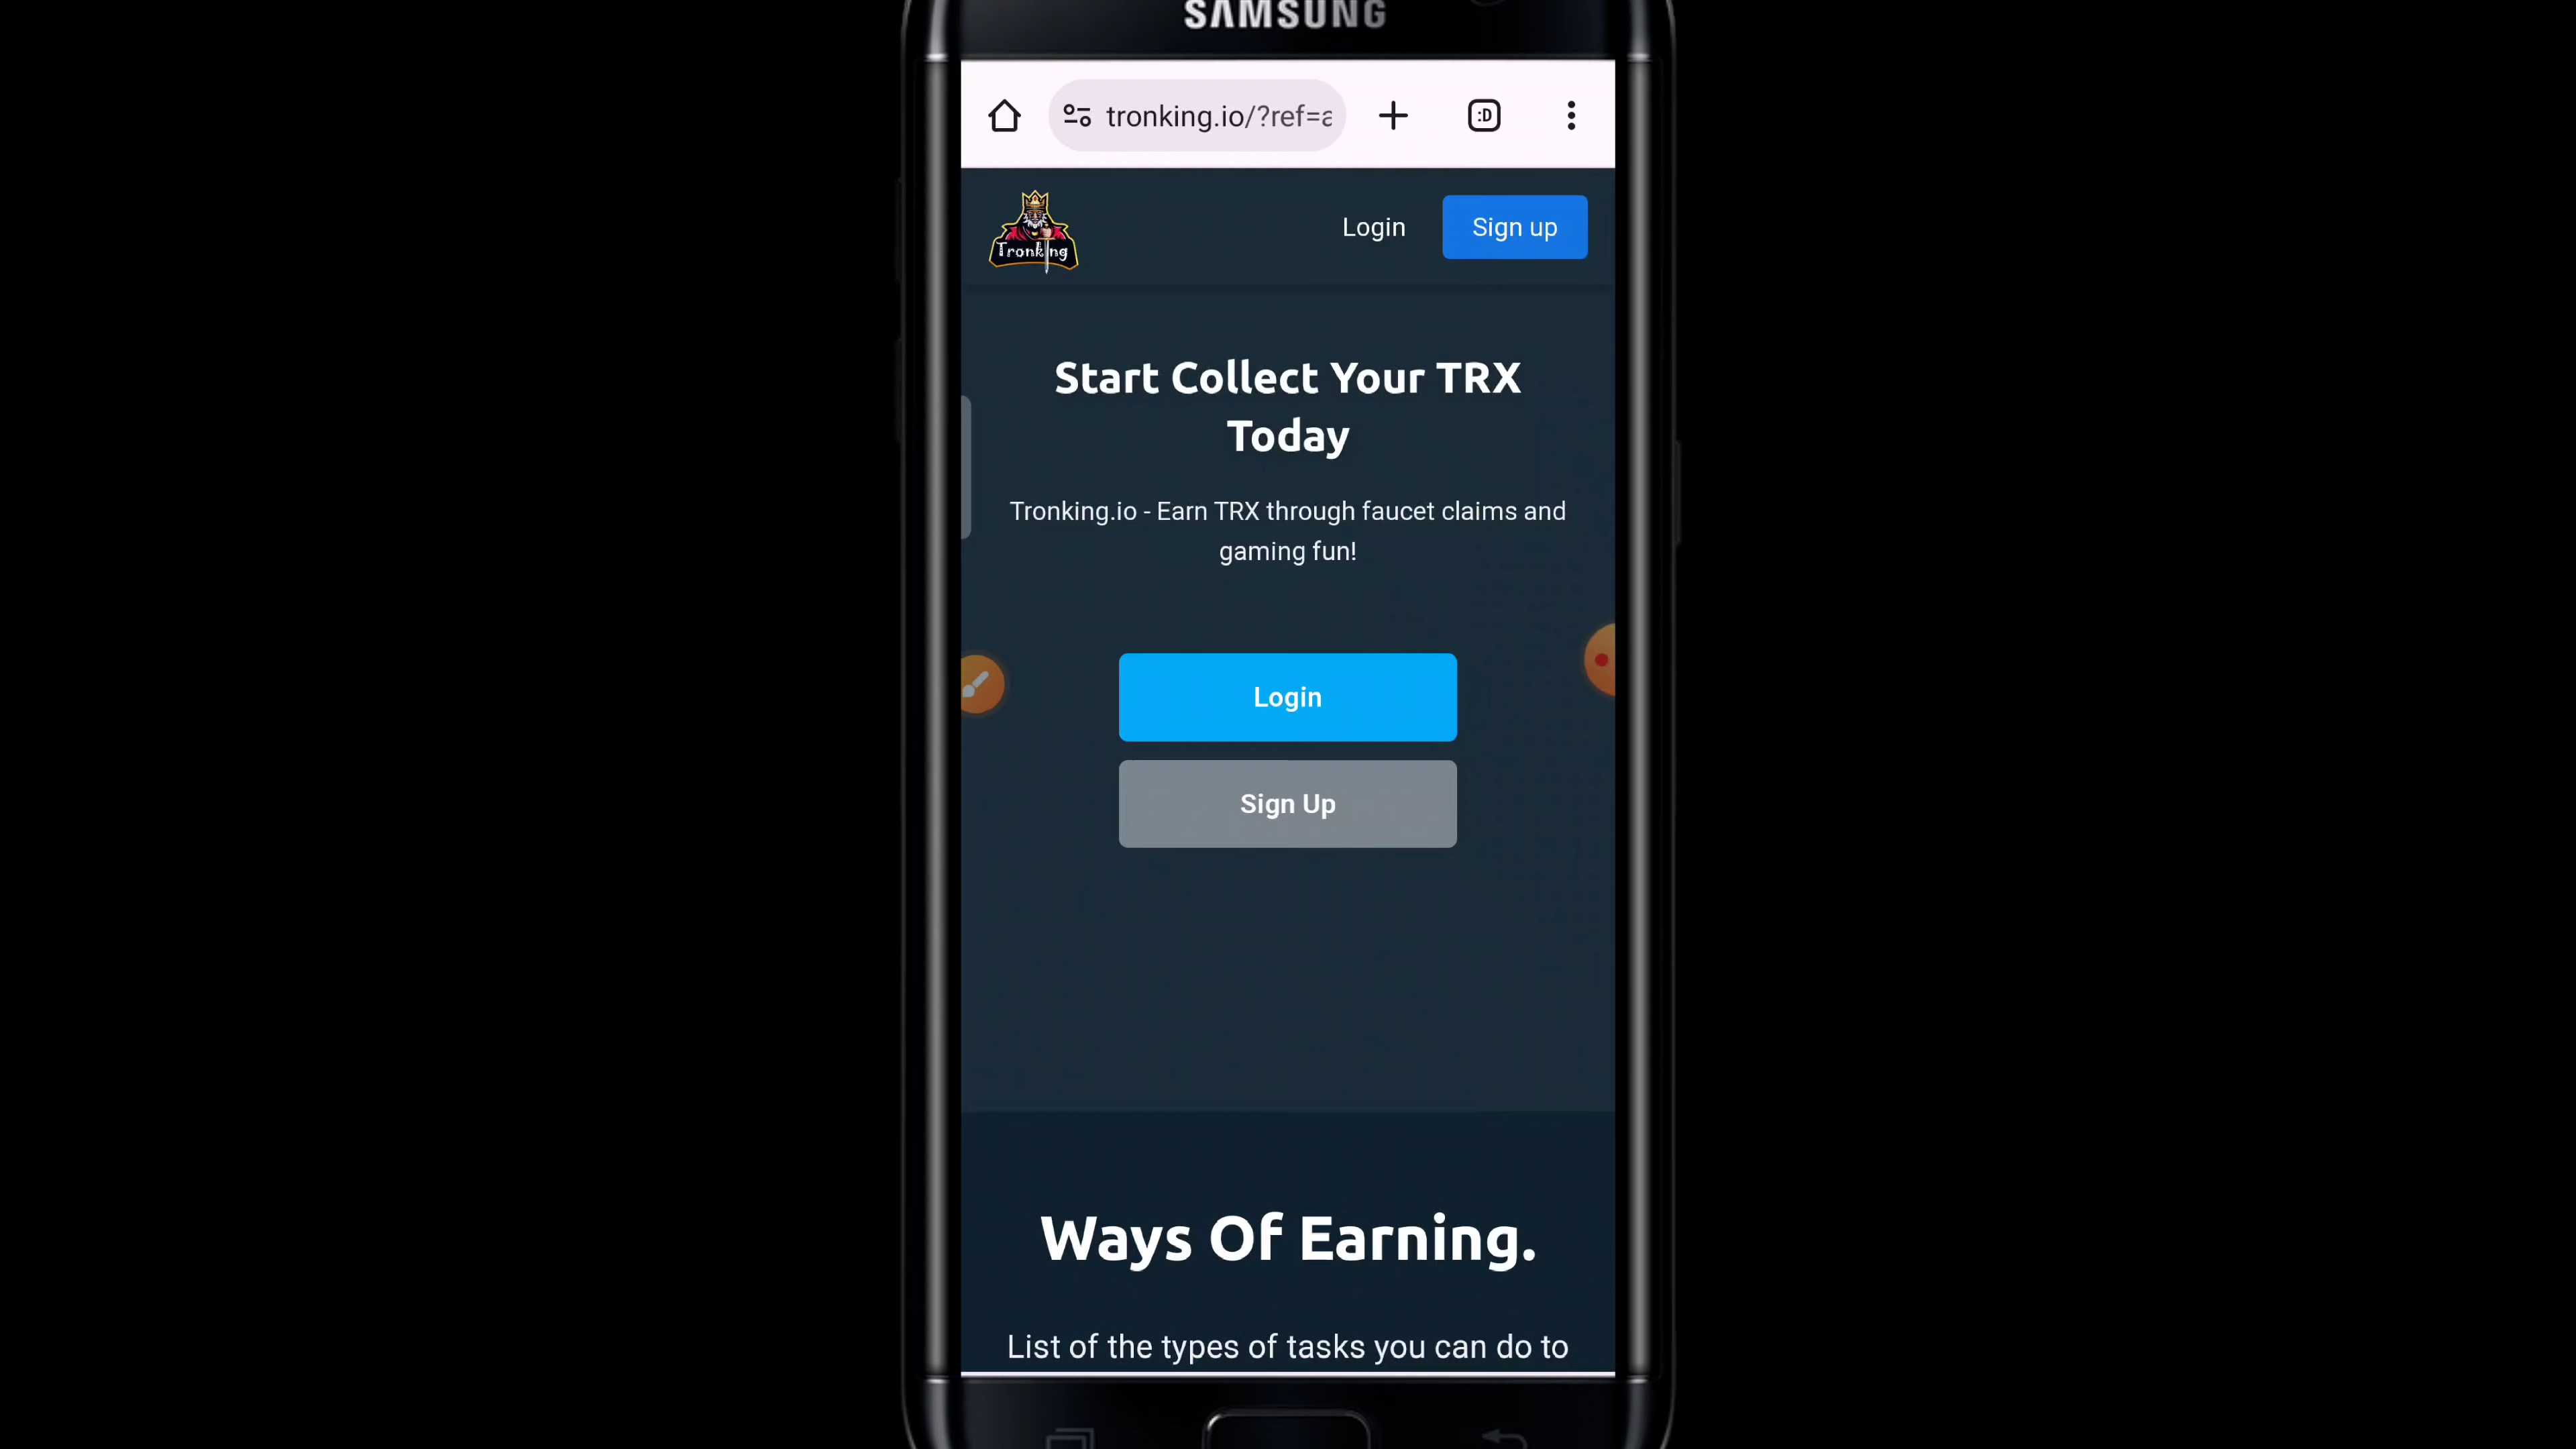 SAMSUNG
tronking.io/?ref=a
:D
Tronking
Login
Sign up
Start Collect Your TRX
Today
Tronking.io - Earn TRX through faucet claims and
gaming fun!
Login
Sign Up
Ways Of Earning.
List of the types of tasks you can do to